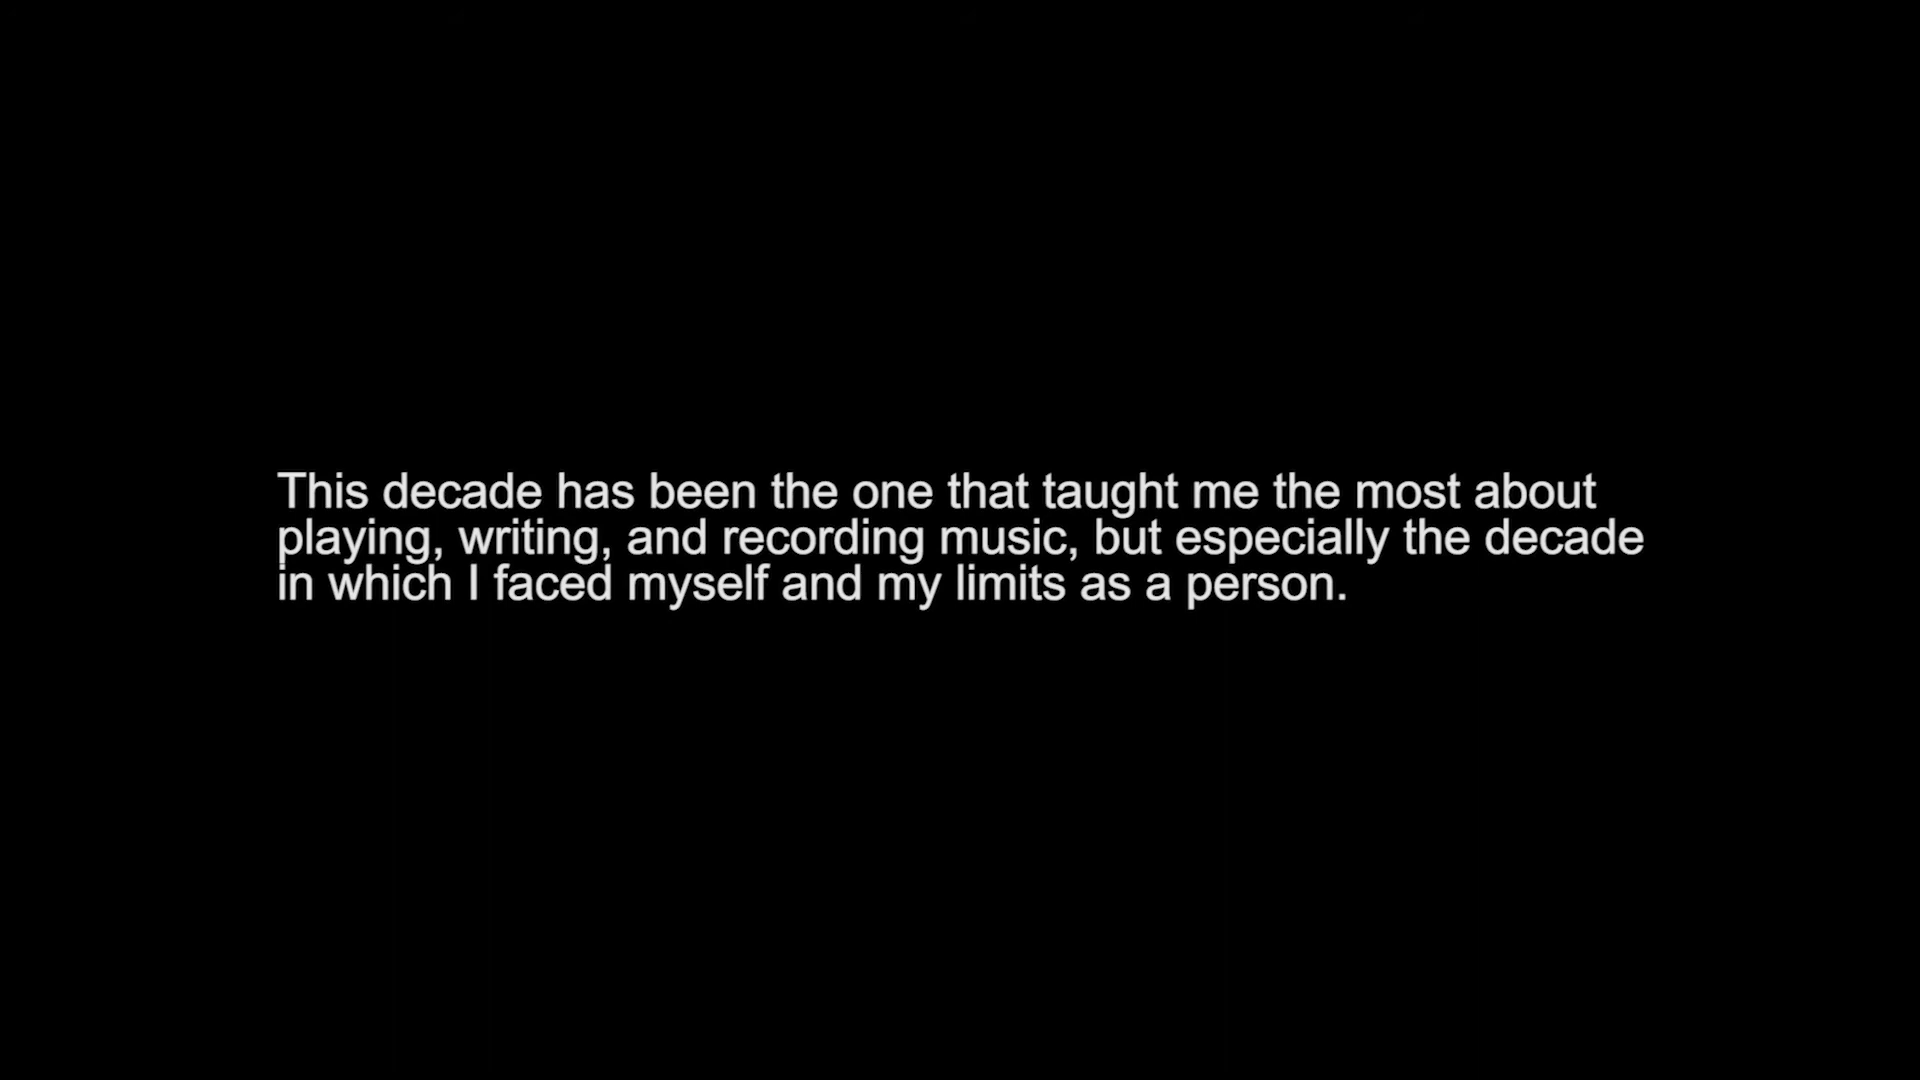 This decade has been the one that taught me the most about
playing, writing, and recording music, but especially the decade
in which I faced myself and my limits as a person.